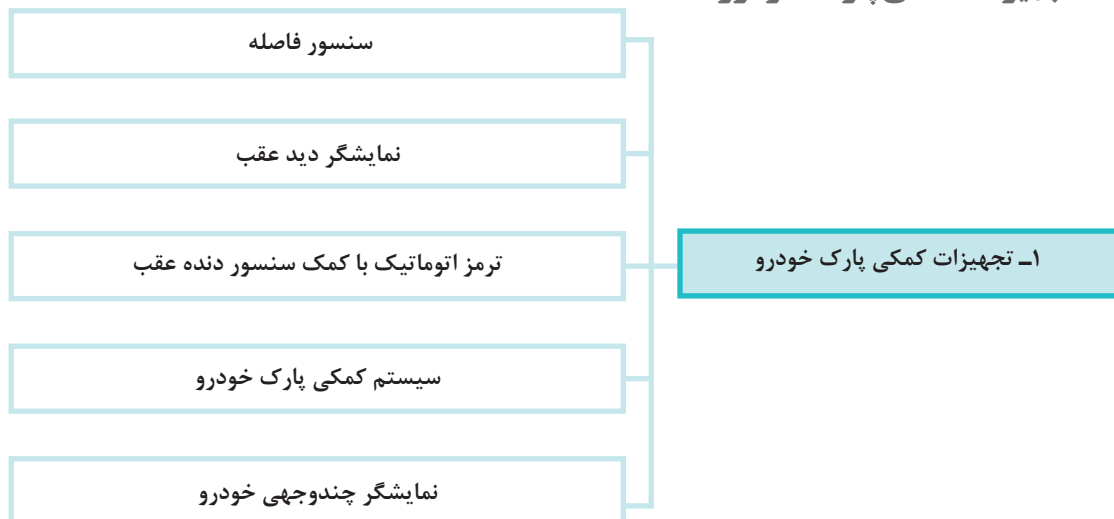 ۱ـ تجهیزات کمکی پارک خودرو
سنسور فاصله
نمایشگر دید عقب
ترمز اتوماتیک با کمک سنسور دنده عقب
سیستم کمکی پارک خودرو
نمایشگر چندوجهی خودرو